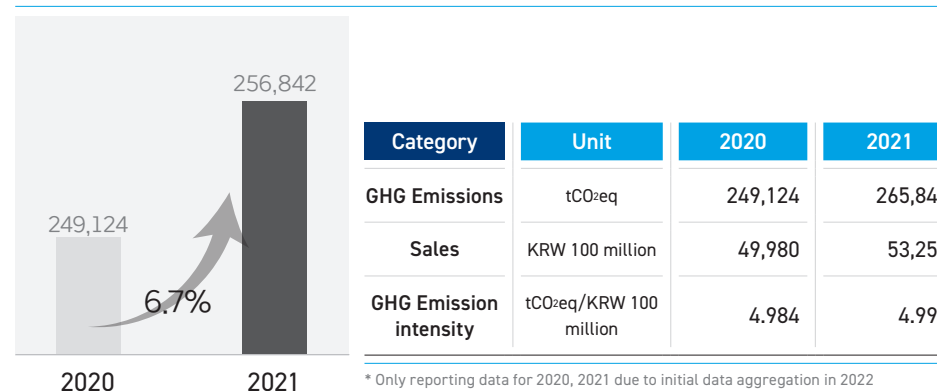 256,842
249,124
6.7%
2020 2021
Category Unit 2020 2021
GHG Emissions tCO2eq 249,124 265,84
Sales KRW 100 million 49,980 53,25
GHG Emission intensity tCO2eq/KRW 100 million 4.984 4.99
* Only reporting data for 2020, 2021 due to initial data aggregation in 2022